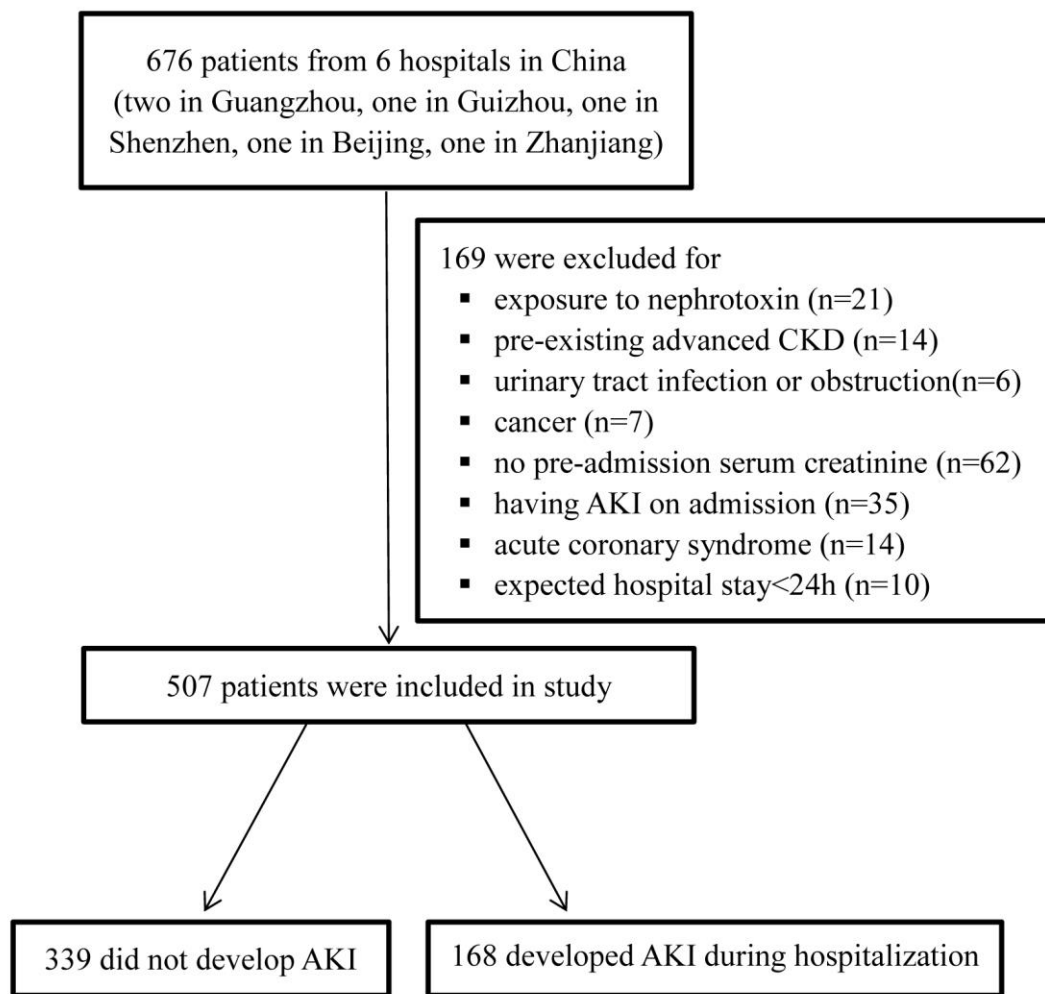 676 patients from 6 hospitals in China
(two in Guangzhou, one in Guizhou, one in
Shenzhen, one in Beijing, one in Zhanjiang)
169 were excluded for
▪ exposure to nephrotoxin (n=21)
▪ pre-existing advanced CKD (n=14)
▪ urinary tract infection or obstruction(n=6)
▪ cancer (n=7)
▪ no pre-admission serum creatinine (n=62)
▪ having AKI on admission (n=35)
▪ acute coronary syndrome (n=14)
▪ expected hospital stay<24h (n=10)
507 patients were included in study
339 did not develop AKI
168 developed AKI during hospitalization